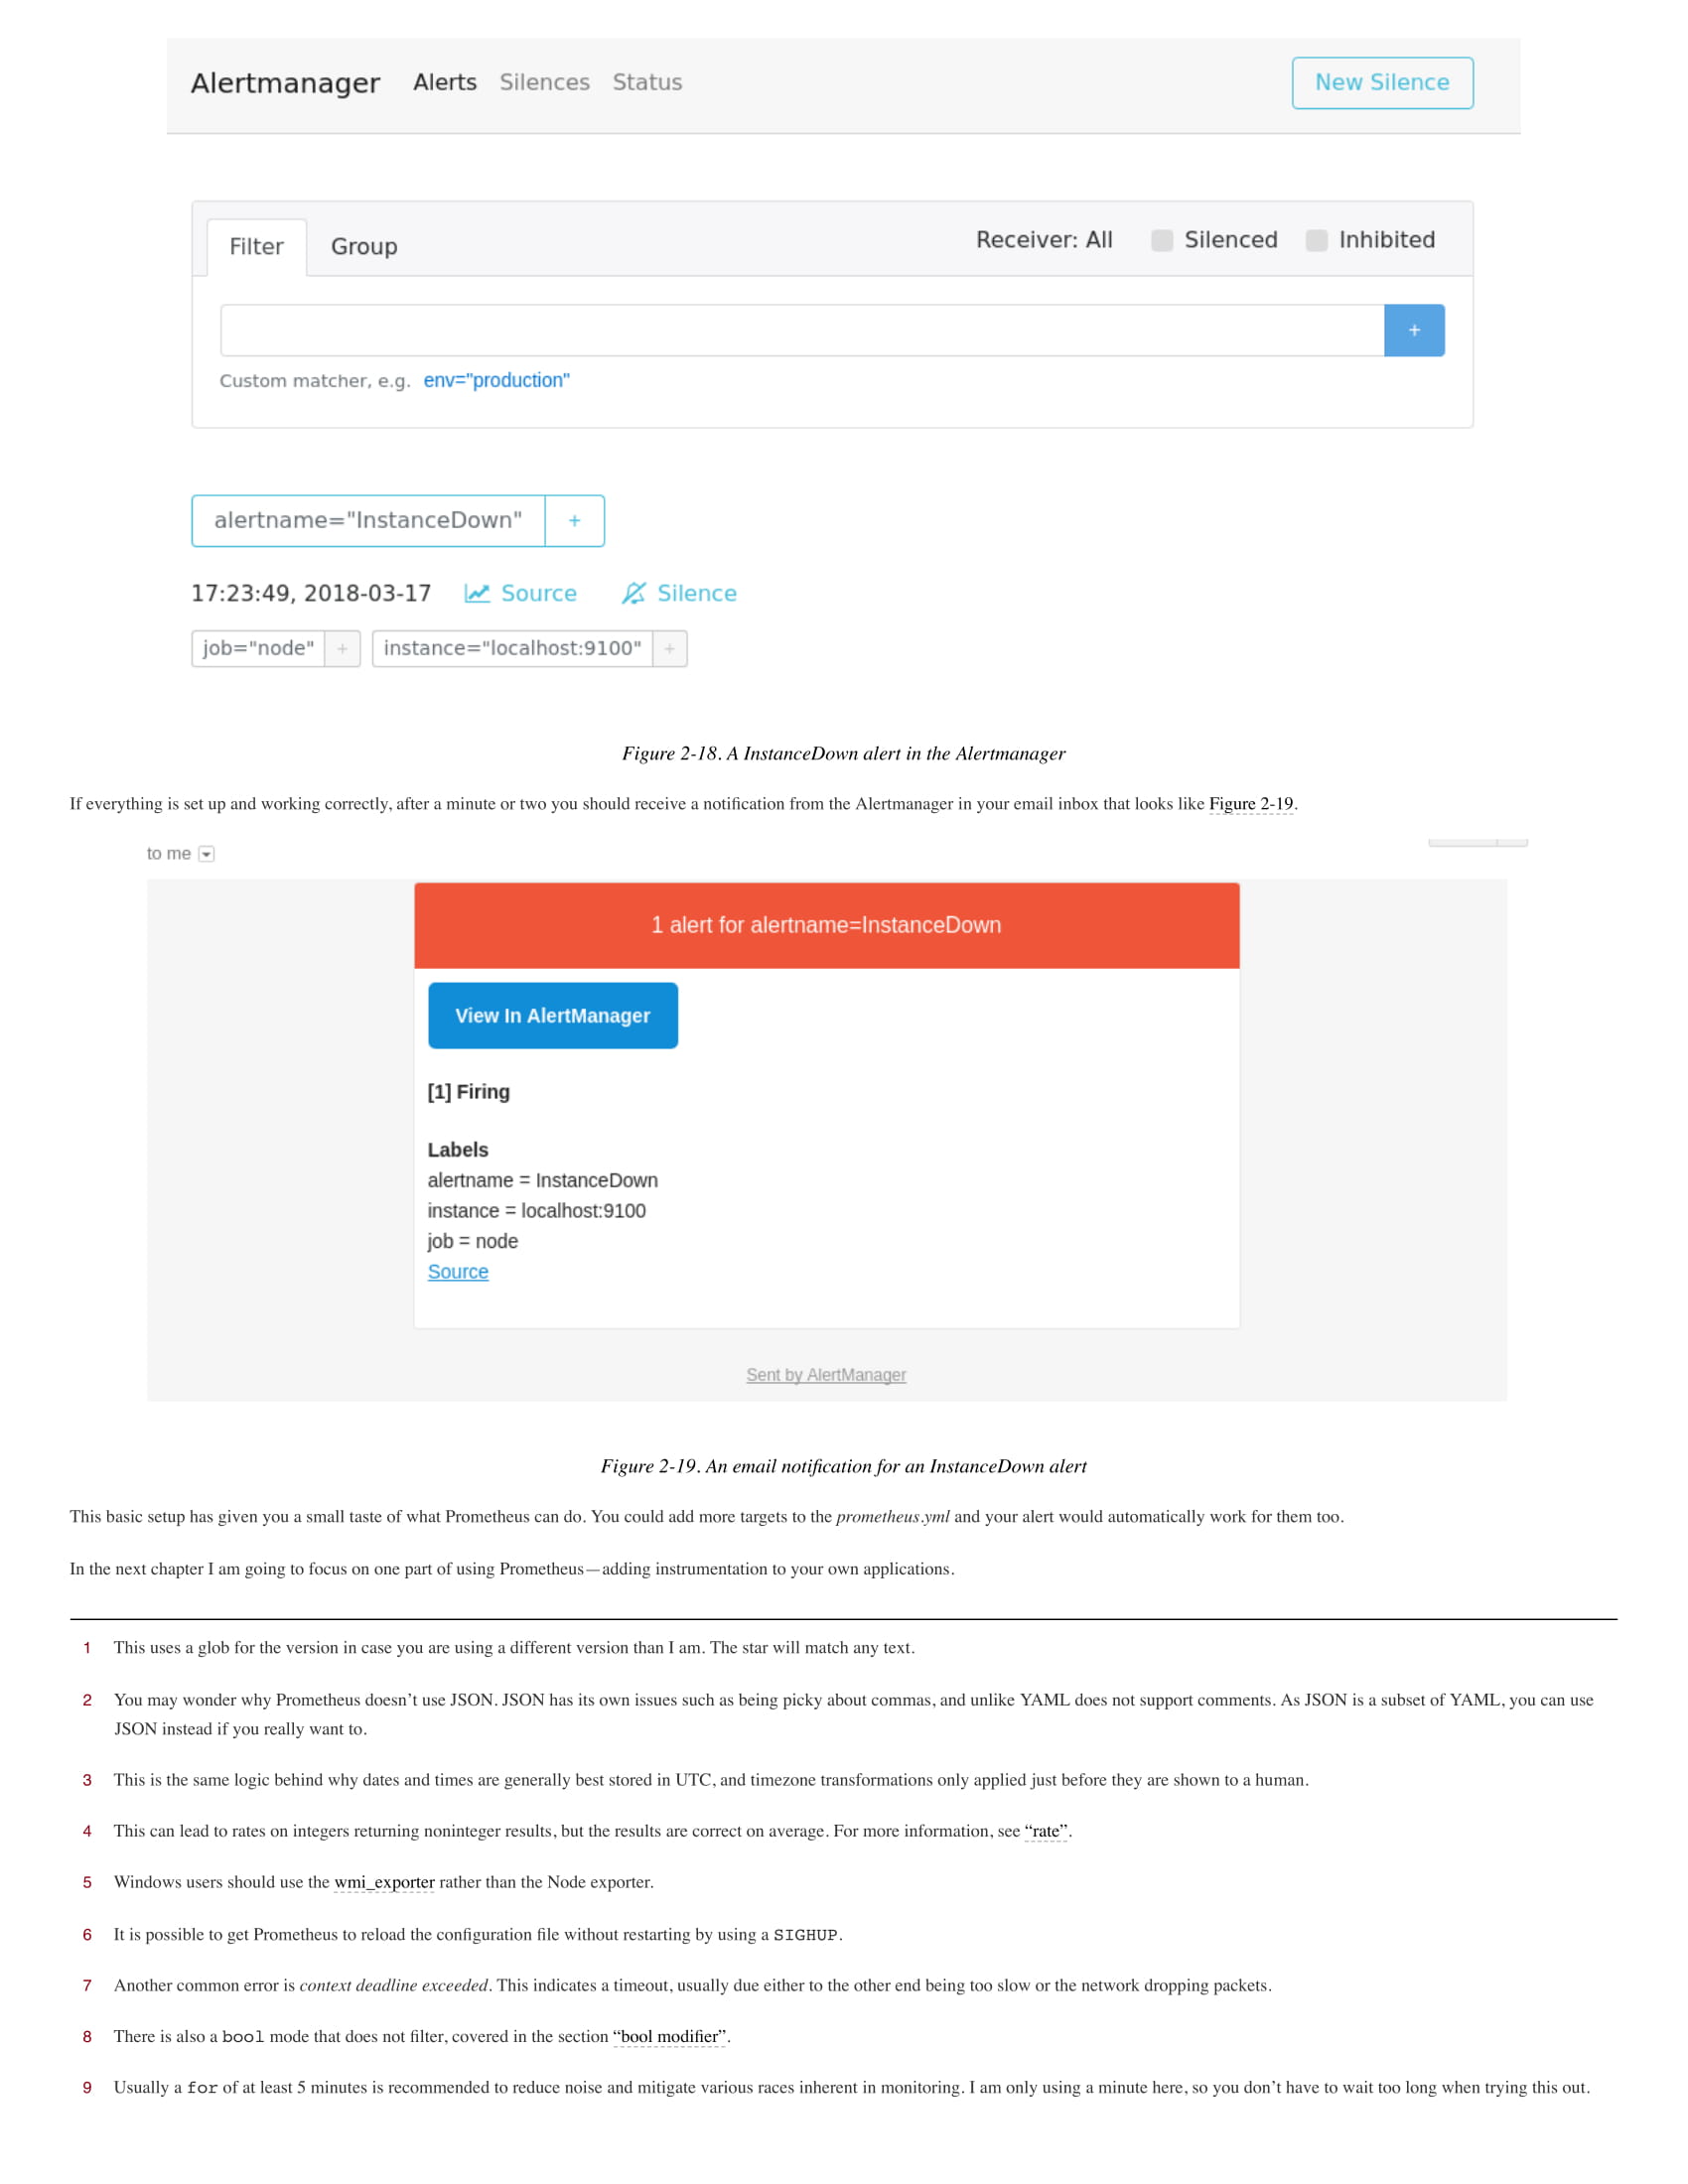 Alertmanager Alerts Silences Status New Silence
Filter Group Receiver: All Silenced Inhibited
+
Custom matcher, e.g. env="production"
alertname="InstanceDown" +
17:23:49, 2018-03-17 Source Silence
job="node" + instance="localhost:9100" +
Figure 2-18. A InstanceDown alert in the Alertmanager
If everything is set up and working correctly, after a minute or two you should receive a notification from the Alertmanager in your email inbox that looks like Figure 2-19.
to me
1 alert for alertname=InstanceDown
View In AlertManager
[1] Firing
Labels
alertname = InstanceDown
instance = localhost:9100
job = node
Source
Sent by AlertManager
Figure 2-19. An email notification for an InstanceDown alert
This basic setup has given you a small taste of what Prometheus can do. You could add more targets to the prometheus.yml and your alert would automatically work for them too.
In the next chapter I am going to focus on one part of using Prometheus—adding instrumentation to your own applications.
1 This uses a glob for the version in case you are using a different version than I am. The star will match any text.
2 You may wonder why Prometheus doesn’t use JSON. JSON has its own issues such as being picky about commas, and unlike YAML does not support comments. As JSON is a subset of YAML, you can use
JSON instead if you really want to.
3 This is the same logic behind why dates and times are generally best stored in UTC, and timezone transformations only applied just before they are shown to a human.
4 This can lead to rates on integers returning noninteger results, but the results are correct on average. For more information, see “rate”.
5 Windows users should use the wmi_exporter rather than the Node exporter.
6 It is possible to get Prometheus to reload the configuration file without restarting by using a SIGHUP.
7 Another common error is context deadline exceeded. This indicates a timeout, usually due either to the other end being too slow or the network dropping packets.
8 There is also a bool mode that does not filter, covered in the section “bool modifier”.
9 Usually a for of at least 5 minutes is recommended to reduce noise and mitigate various races inherent in monitoring. I am only using a minute here, so you don’t have to wait too long when trying this out.